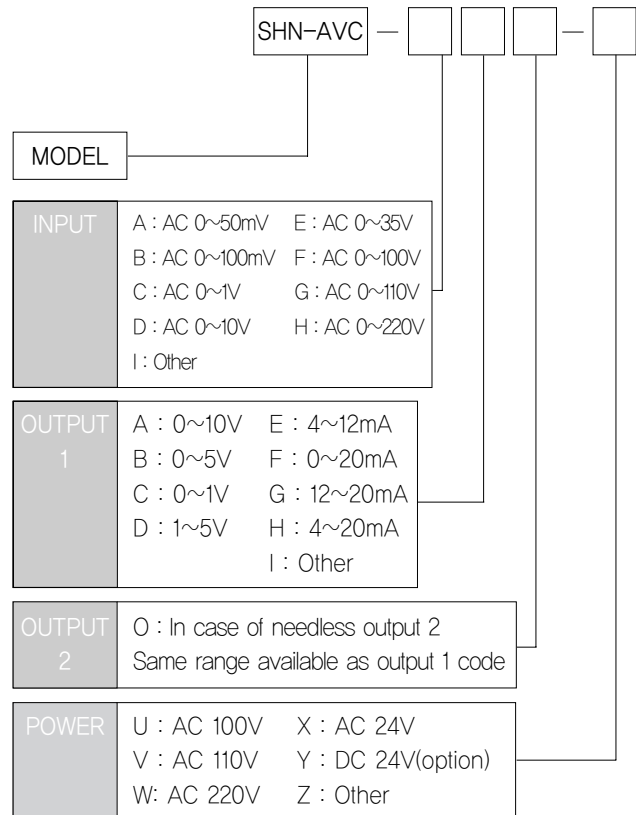 SHN-AVC — —
MODEL
INPUT
A : AC 0~50mV E : AC 0~35V
B : AC 0~100mV F : AC 0~100V
C : AC 0~1V G : AC 0~110V
D : AC 0~10V H : AC 0~220V
I : Other
OUTPUT
1
A : 0~10V E : 4~12mA
B : 0~5V F : 0~20mA
C : 0~1V G : 12~20mA
D : 1~5V H : 4~20mA
I : Other
OUTPUT
2
O : In case of needless output 2
Same range available as output 1 code
POWER
U : AC 100V X : AC 24V
V : AC 110V Y : DC 24V(option)
W: AC 220V Z : Other